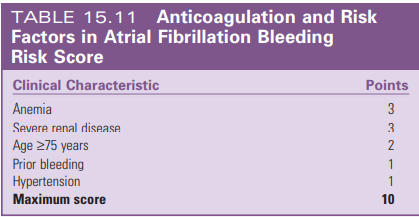 TABLE 15.11 Anticoagulation and Risk
Factors in Atrial Fibrillation Bleeding
Risk Score
Clinical Characteristic Points
Anemia 3
Severe renal disease 3
Age ≥75 years 2
Prior bleeding 1
Hypertension 1
Maximum score 10